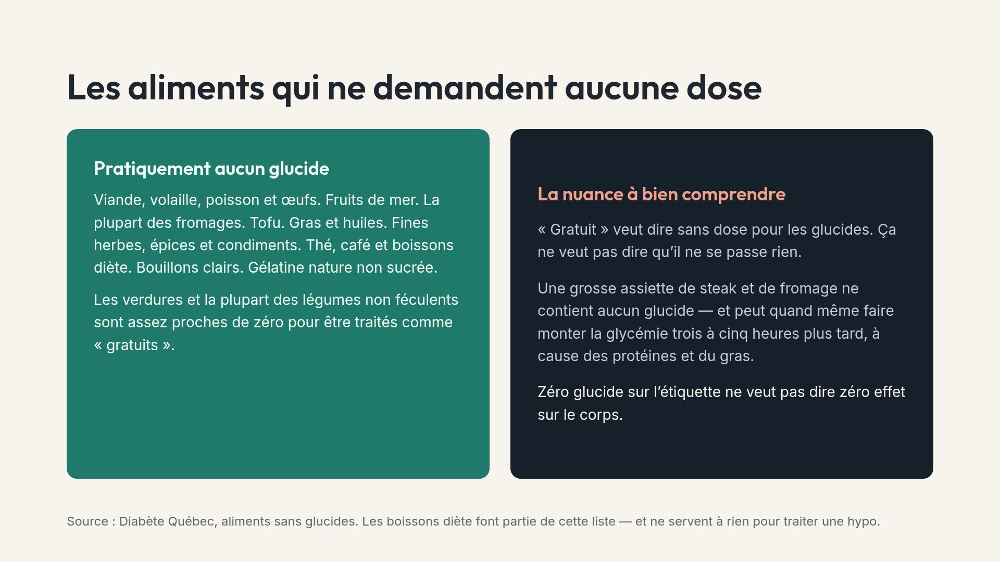 Les aliments qui ne demandent aucune dose
Pratiquement aucun glucide
Viande, volaille, poisson et œufs. Fruits de mer. La
plupart des fromages. Tofu. Gras et huiles. Fines
herbes, épices et condiments. Thé, café et boissons
diète. Bouillons clairs. Gélatine nature non sucrée.
Les verdures et la plupart des légumes non féculents
sont assez proches de zéro pour être traités comme
« gratuits ».
La nuance à bien comprendre
« Gratuit » veut dire sans dose pour les glucides. Ça
ne veut pas dire qu’il ne se passe rien.
Une grosse assiette de steak et de fromage ne
contient aucun glucide — et peut quand même faire
monter la glycémie trois à cinq heures plus tard, à
cause des protéines et du gras.
Zéro glucide sur l’étiquette ne veut pas dire zéro effet
sur le corps.
Source : Diabète Québec, aliments sans glucides. Les boissons diète font partie de cette liste — et ne servent à rien pour traiter une hypo.